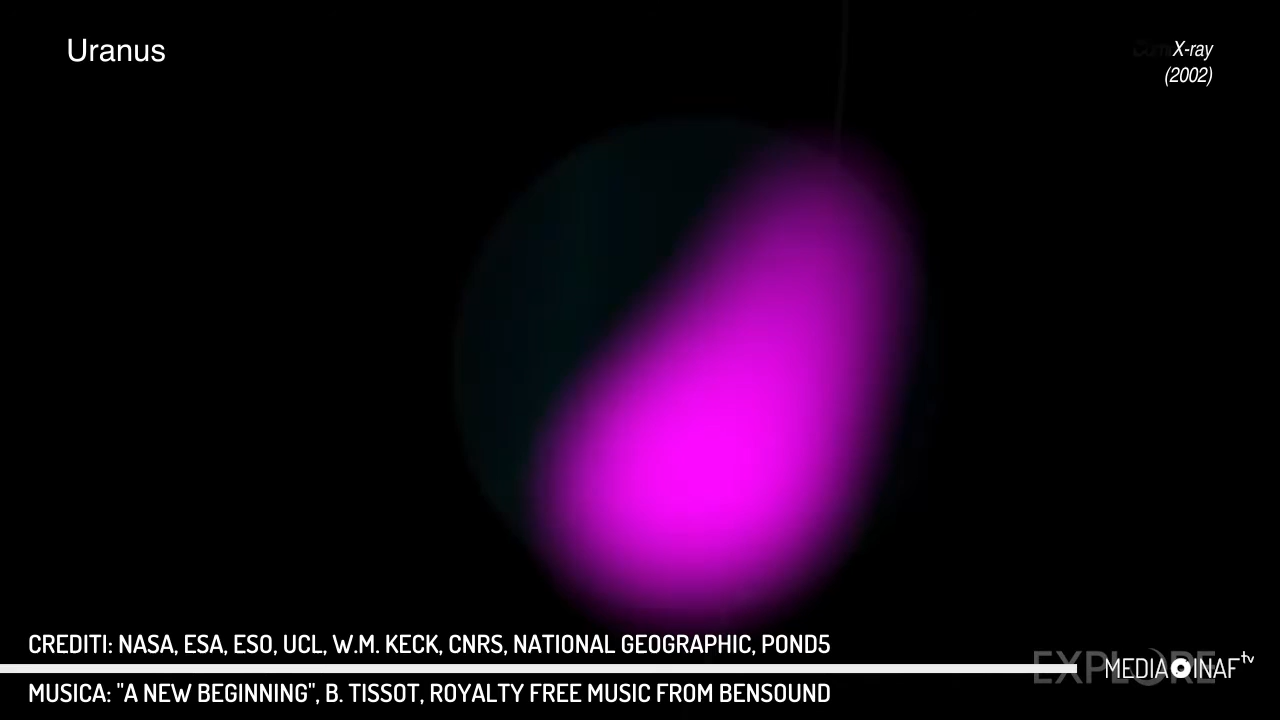 Uranus
X-ray
(2002)
CREDITI: NASA, ESA, ESO, UCL, W.M. KECK, CNRS, NATIONAL GEOGRAPHIC, POND5
EXPLORE
MEDIA INAF tv
MUSICA: "A NEW BEGINNING", B. TISSOT, ROYALTY FREE MUSIC FROM BENSOUND